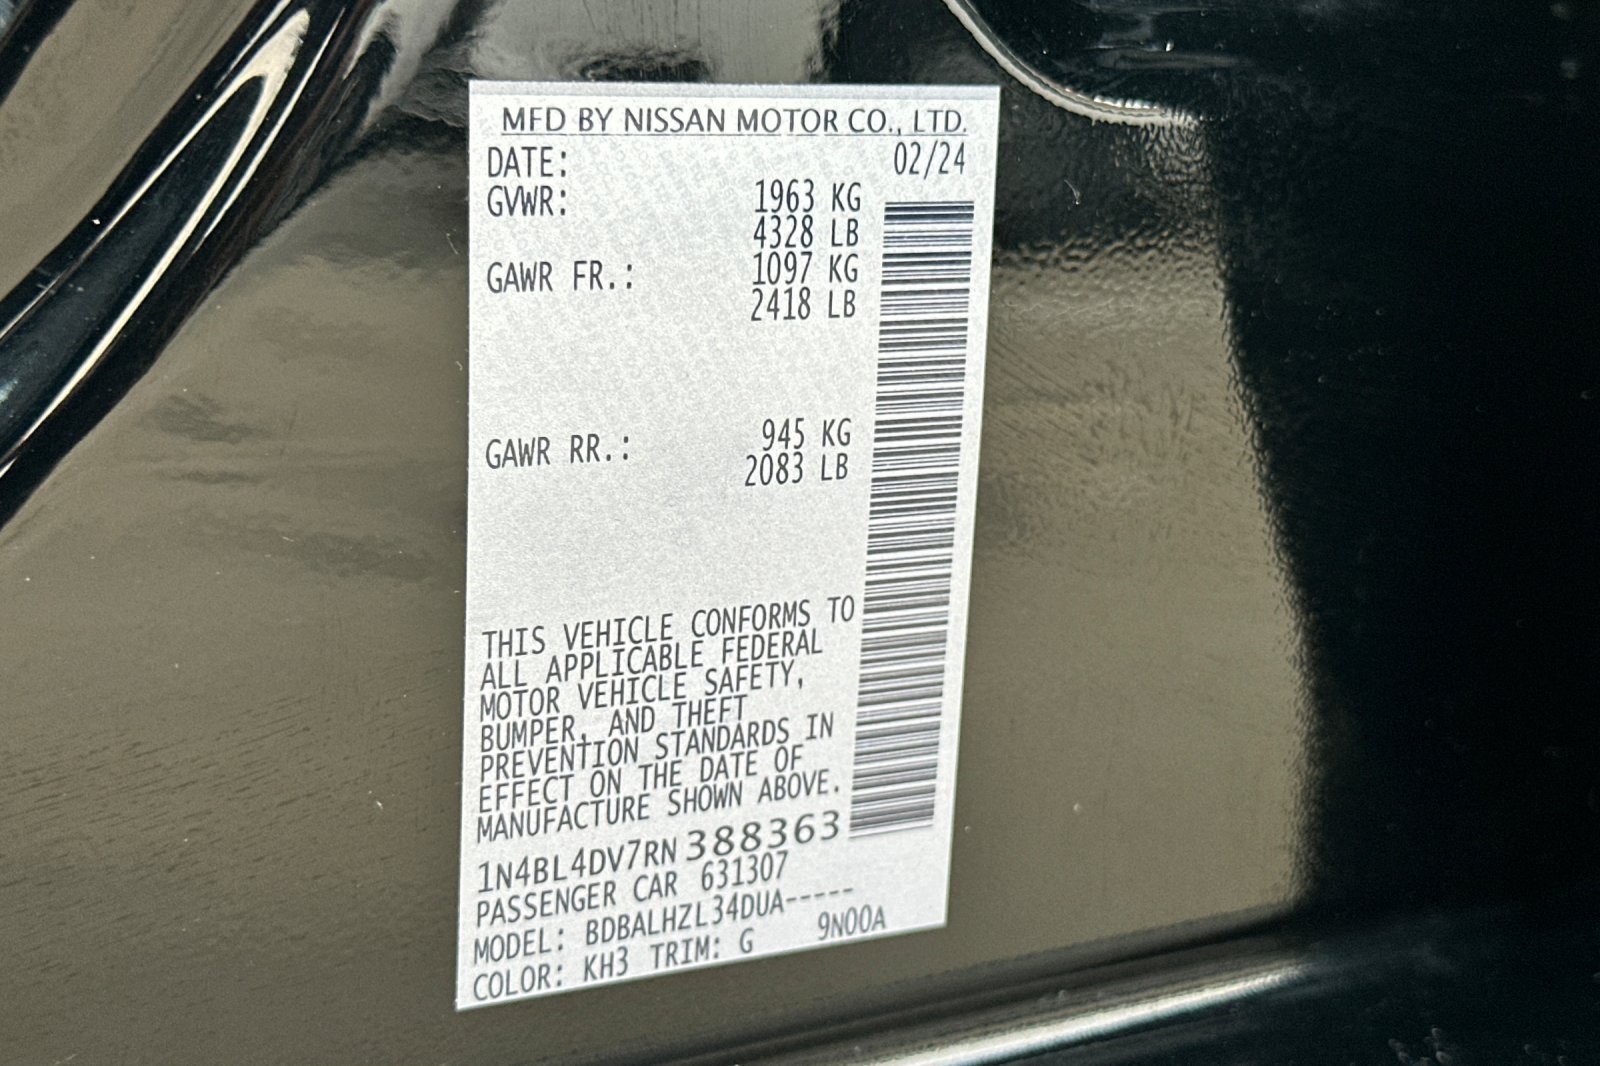 MFD BY NISSAN MOTOR CO., LTD.
DATE: 02/24
GVWR: 1963 KG
4328 LB
GAWR FR.: 1097 KG
2418 LB
GAWR RR.: 945 KG
2083 LB
THIS VEHICLE CONFORMS TO
ALL APPLICABLE FEDERAL
MOTOR VEHICLE SAFETY,
BUMPER, AND THEFT
PREVENTION STANDARDS IN
EFFECT ON THE DATE OF
MANUFACTURE SHOWN ABOVE.
1N4BL4DV7RN388363
PASSENGER CAR 631307
MODEL: BDBALHZL34DUA-----
COLOR: KH3 TRIM: G 9N00A